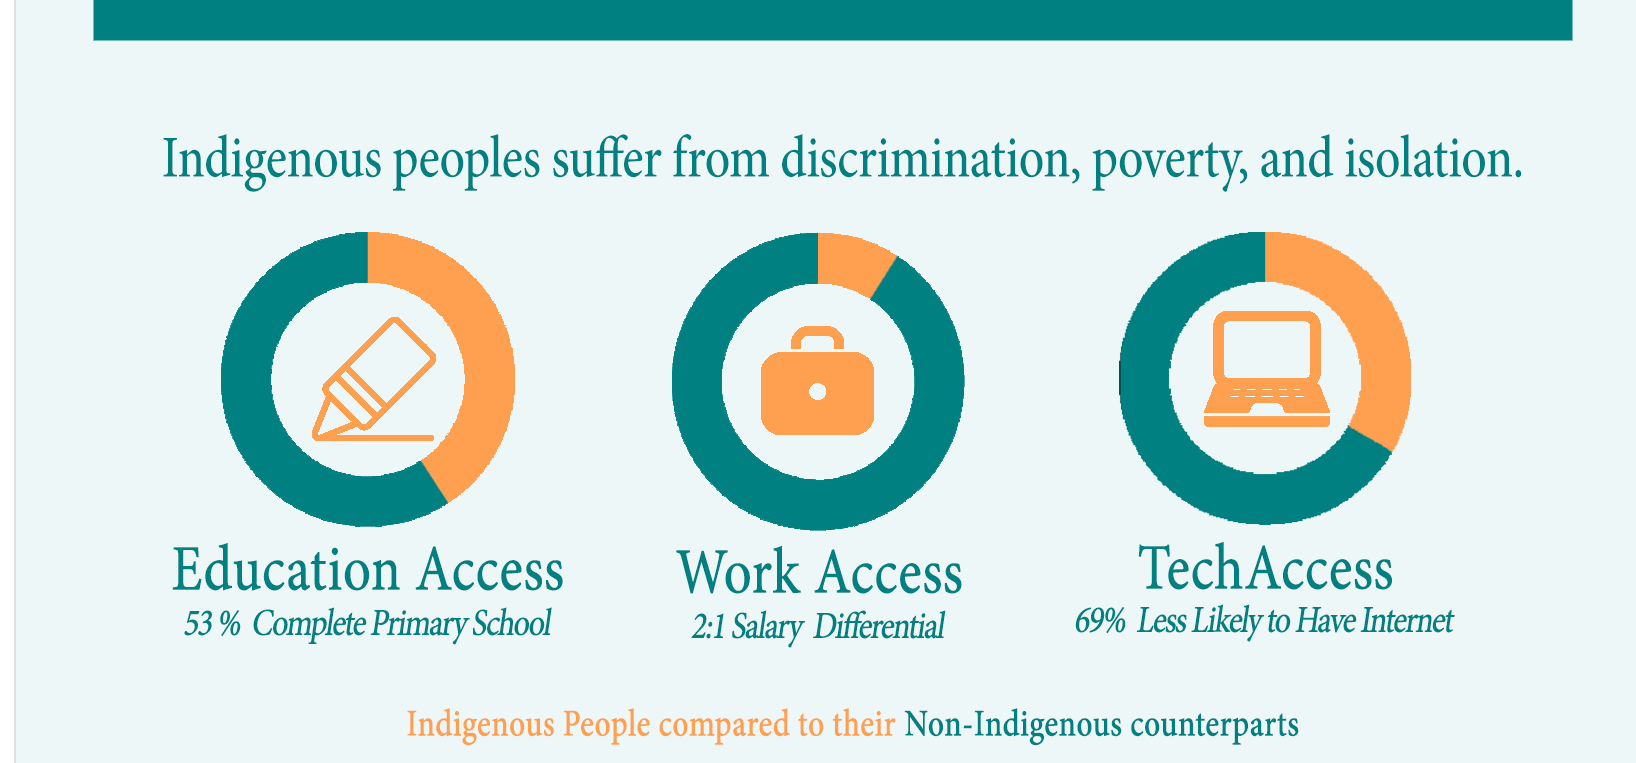 Indigenous peoples suffer from discrimination, poverty, and isolation.
Education Access
53 % Complete Primary School
Work Access
2:1 Salary Differential
TechAccess
69% Less Likely to Have Internet
Indigenous People compared to their Non-Indigenous counterparts